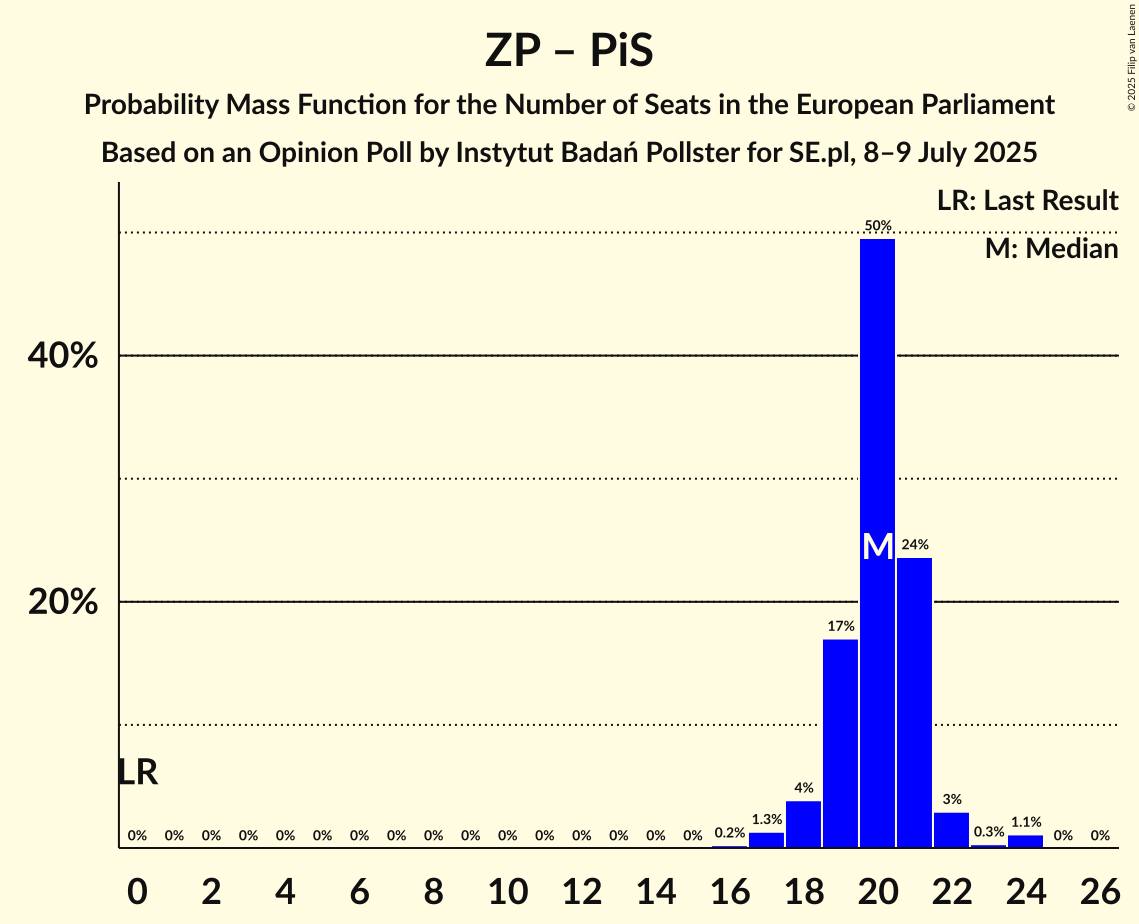 ZP – PiS
Probability Mass Function for the Number of Seats in the European Parliament
Based on an Opinion Poll by Instytut Badań Pollster for SE.pl, 8–9 July 2025
© 2025 Filip van Laenen
LR: Last Result
M: Median
50%
40%
M
24%
20%
17%
LR
4%
3%
1.3%
1.1%
0% 0% 0% 0% 0% 0% 0% 0% 0% 0% 0% 0% 0% 0% 0% 0% 0.2% 0.3% 0% 0%
0 2 4 6 8 10 12 14 16 18 20 22 24 26